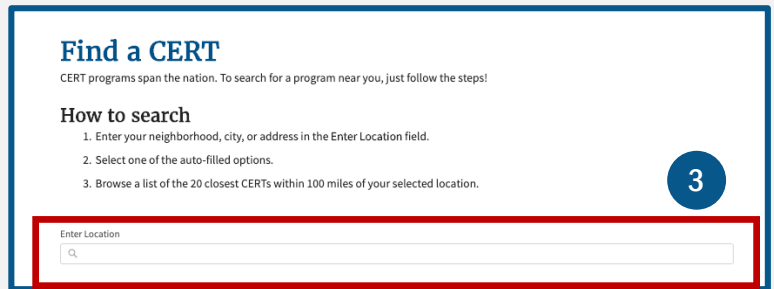 Find a CERT
CERT programs span the nation. To search for a program near you, just follow the steps!
How to search
1. Enter your neighborhood, city, or address in the Enter Location field.
2. Select one of the auto-filled options.
3. Browse a list of the 20 closest CERTs within 100 miles of your selected location.
3
Enter Location